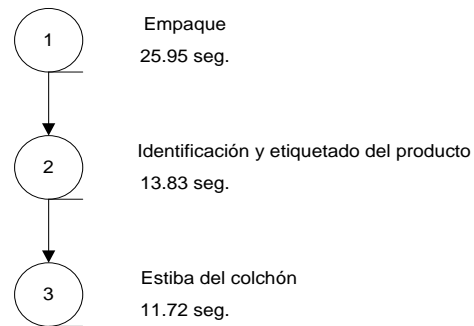 1
Empaque
25.95 seg.
2
Identificación y etiquetado del producto
13.83 seg.
3
Estiba del colchón
11.72 seg.